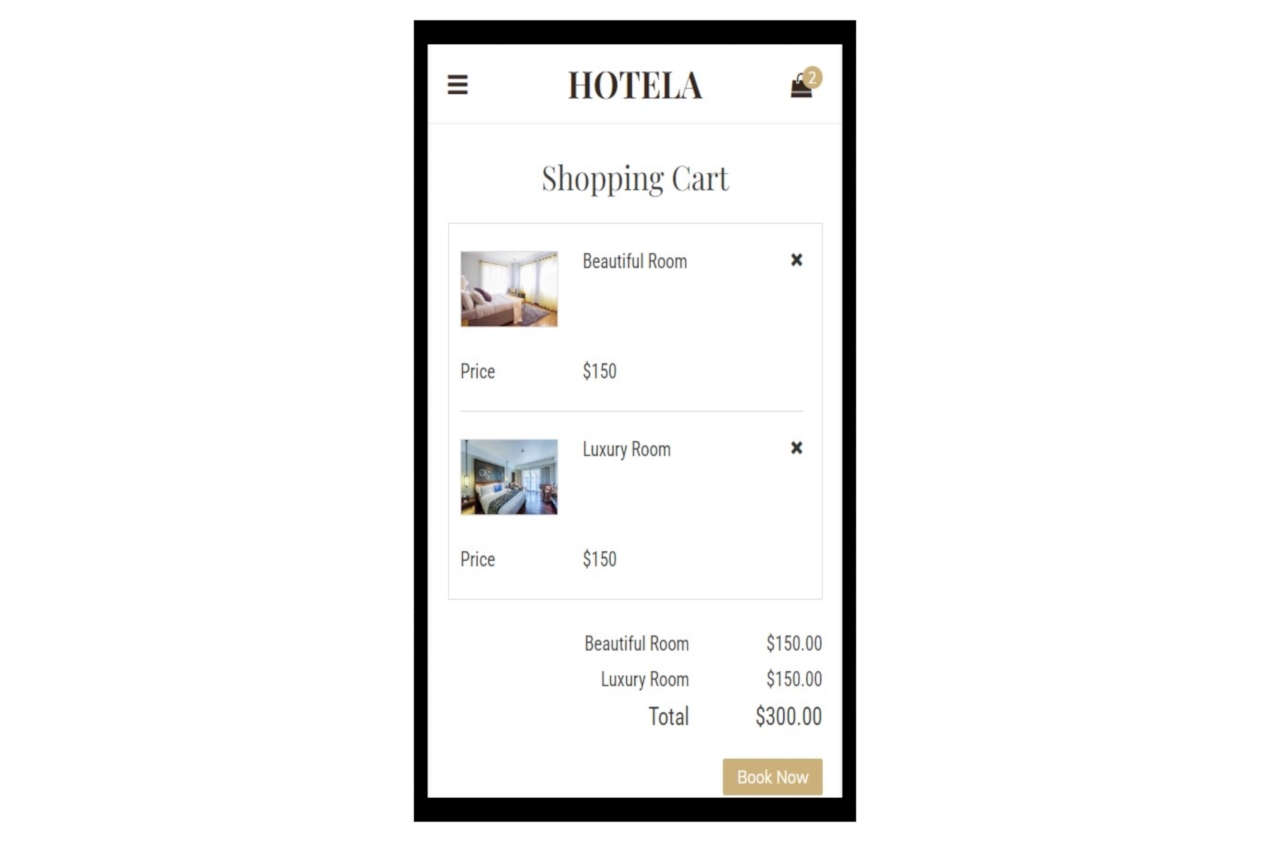 HOTELA
2
Shopping Cart
Beautiful Room
Price $150
Luxury Room
Price $150
Beautiful Room $150.00
Luxury Room $150.00
Total $300.00
Book Now